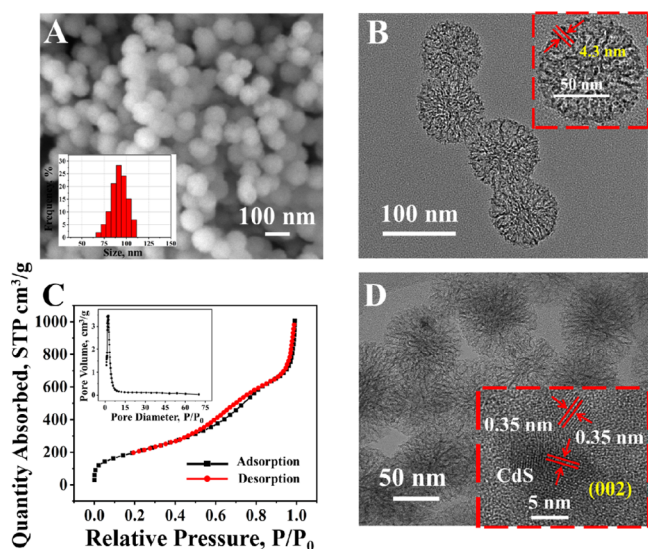 A
Frequency, %
30
25
20
15
10
5
0
50 75 100 125 150
Size, nm
100 nm
B
4.3 nm
50 nm
100 nm
C
Quantity Absorbed, STP cm³/g
1000
800
600
400
200
0
Pore Volume, cm³/g
3
2
1
0
0 15 30 45 60 75
Pore Diameter, P/P₀
Adsorption
Desorption
0.0 0.2 0.4 0.6 0.8 1.0
Relative Pressure, P/P₀
D
0.35 nm
0.35 nm
CdS
(002)
5 nm
50 nm